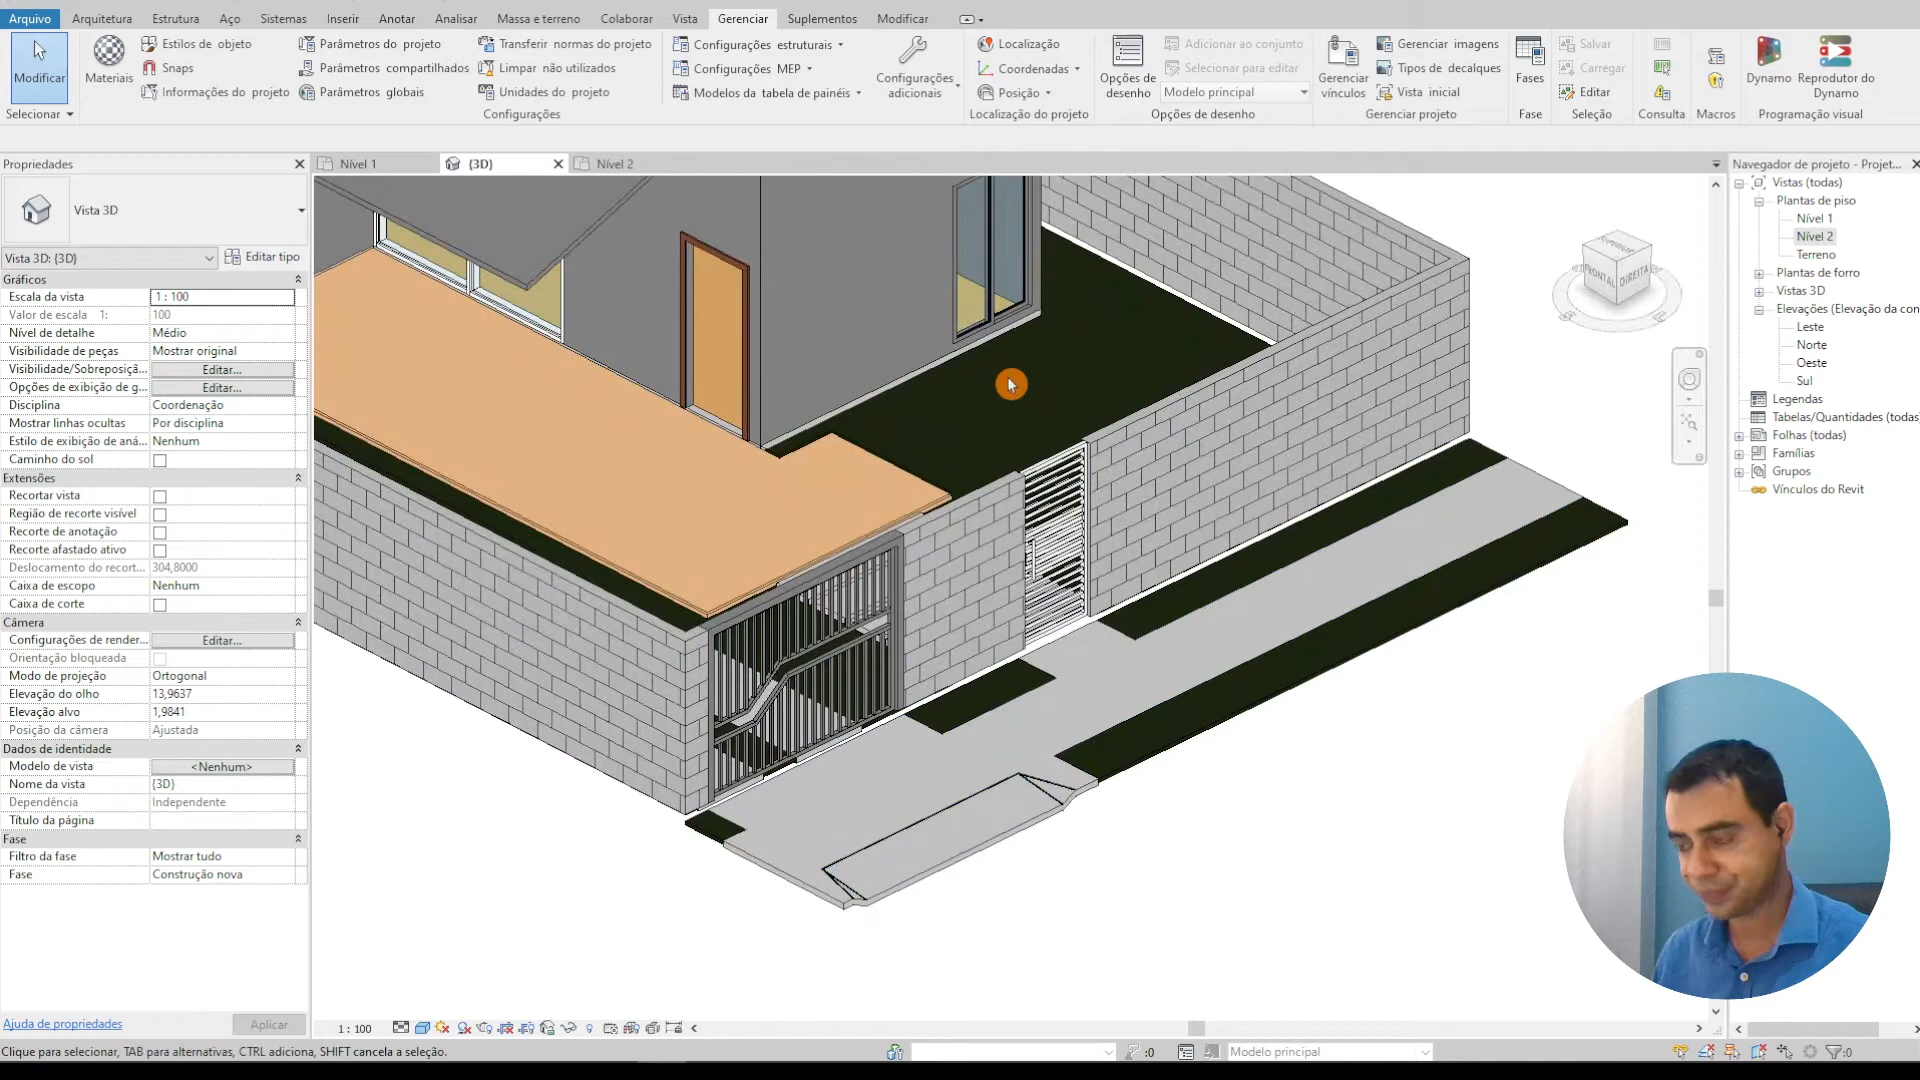 Arquivo Arquitetura Estrutura Aço Sistemas Inserir Anotar Analisar Massa e terreno Colaborar Vista Gerenciar Suplementos Modificar
Modificar
Selecionar
Materiais
Estilos de objeto
Snaps
Informações do projeto
Parâmetros do projeto
Parâmetros compartilhados
Parâmetros globais
Transferir normas do projeto
Limpar não utilizados
Unidades do projeto
Configurações
Configurações estruturais
Configurações MEP
Modelos da tabela de painéis
Configurações
adicionais
Localização
Coordenadas
Posição
Localização do projeto
Opções de
desenho
Adicionar ao conjunto
Selecionar para editar
Modelo principal
Opções de desenho
Gerenciar
vínculos
Gerenciar imagens
Tipos de decalques
Vista inicial
Gerenciar projeto
Fases
Fase
Salvar
Carregar
Editar
Seleção
Consulta
Macros
Dynamo
Reprodutor do
Dynamo
Programação visual
Propriedades
Vista 3D
Vista 3D: {3D}
Editar tipo
Gráficos
Escala da vista 1 : 100
Valor de escala 1: 100
Nível de detalhe Médio
Visibilidade de peças Mostrar original
Visibilidade/Sobreposiçã... Editar...
Opções de exibição de g... Editar...
Disciplina Coordenação
Mostrar linhas ocultas Por disciplina
Estilo de exibição de aná... Nenhum
Caminho do sol
Extensões
Recortar vista
Região de recorte visível
Recorte de anotação
Recorte afastado ativo
Deslocamento do recort... 304,8000
Caixa de escopo Nenhum
Caixa de corte
Câmera
Configurações de render... Editar...
Orientação bloqueada
Modo de projeção Ortogonal
Elevação do olho 13,9637
Elevação alvo 1,9841
Posição da câmera Ajustada
Dados de identidade
Modelo de vista <Nenhum>
Nome da vista {3D}
Dependência Independente
Título da página
Fase
Filtro da fase Mostrar tudo
Fase Construção nova
Ajuda de propriedades
Aplicar
Nível 1
{3D}
Nível 2
SUPERIOR
FRONTAL
DIREITA
Navegador de projeto - Projet...
Vistas (todas)
Plantas de piso
Nível 1
Nível 2
Terreno
Plantas de forro
Vistas 3D
Elevações (Elevação da con
Leste
Norte
Oeste
Sul
Legendas
Tabelas/Quantidades (todas
Folhas (todas)
Famílias
Grupos
Vínculos do Revit
1 : 100
Clique para selecionar, TAB para alternativas, CTRL adiciona, SHIFT cancela a seleção.
:0
Modelo principal
:0